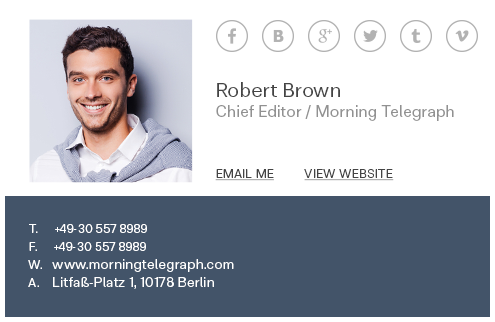 Robert Brown
Chief Editor / Morning Telegraph
EMAIL ME VIEW WEBSITE
T. +49-30 557 8989
F. +49-30 557 8989
W. www.morningtelegraph.com
A. Litfaß-Platz 1, 10178 Berlin